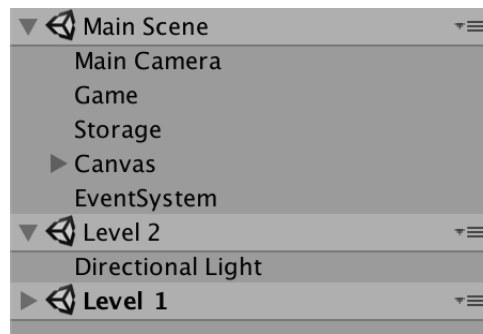 Main Scene
Main Camera
Game
Storage
Canvas
EventSystem
Level 2
Directional Light
Level 1